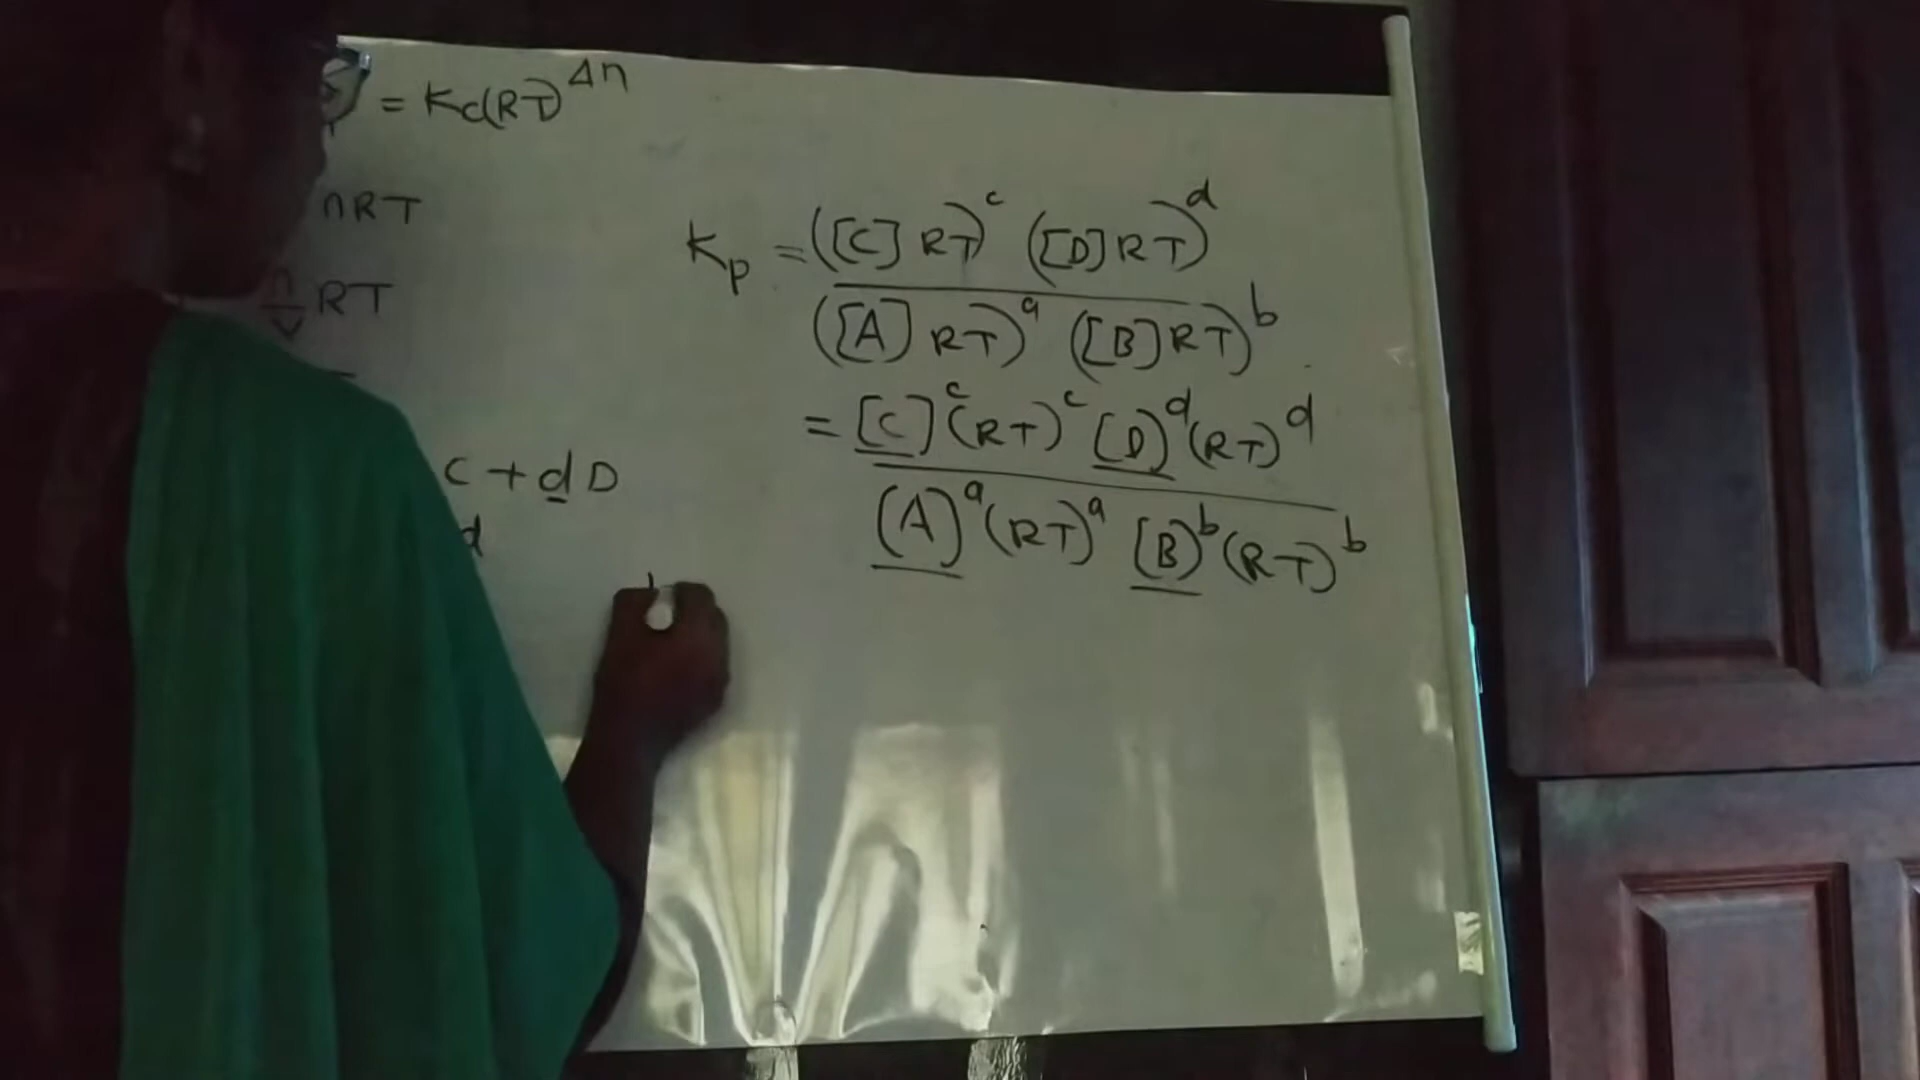 = Kc(RT)^Δn
nRT
n/V RT
C + dD
d
Kp = ([C] RT)^c ([D] RT)^d
([A] RT)^a ([B] RT)^b
= [C]^c (RT)^c [D)^d (RT)^d
(A)^a (RT)^a [B)^b (RT)^b